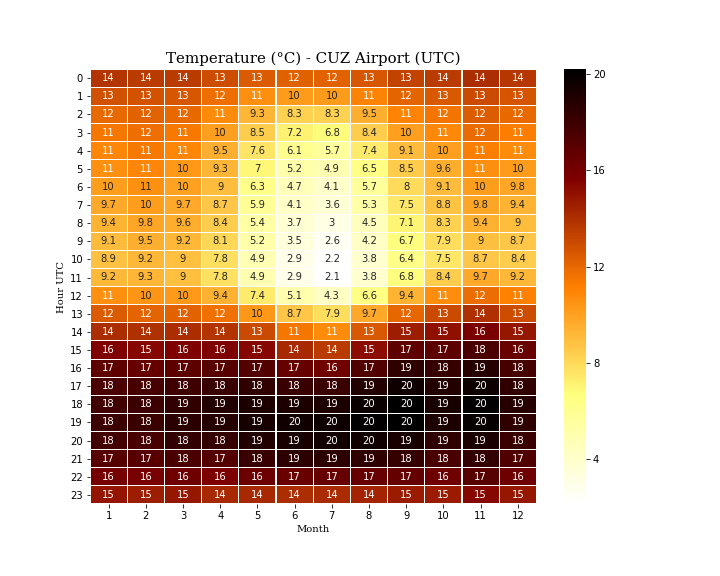 Temperature (°C) - CUZ Airport (UTC)
Hour UTC
0 14 14 14 13 13 12 12 13 13 14 14 14
1 13 13 13 12 11 10 10 11 12 13 13 13
2 12 12 12 11 9.3 8.3 8.3 9.5 11 12 12 12
3 11 12 11 10 8.5 7.2 6.8 8.4 10 11 12 11
4 11 11 11 9.5 7.6 6.1 5.7 7.4 9.1 10 11 11
5 11 11 10 9.3 7 5.2 4.9 6.5 8.5 9.6 11 10
6 10 11 10 9 6.3 4.7 4.1 5.7 8 9.1 10 9.8
7 9.7 10 9.7 8.7 5.9 4.1 3.6 5.3 7.5 8.8 9.8 9.4
8 9.4 9.8 9.6 8.4 5.4 3.7 3 4.5 7.1 8.3 9.4 9
9 9.1 9.5 9.2 8.1 5.2 3.5 2.6 4.2 6.7 7.9 9 8.7
10 8.9 9.2 9 7.8 4.9 2.9 2.2 3.8 6.4 7.5 8.7 8.4
11 9.2 9.3 9 7.8 4.9 2.9 2.1 3.8 6.8 8.4 9.7 9.2
12 11 10 10 9.4 7.4 5.1 4.3 6.6 9.4 11 12 11
13 12 12 12 12 10 8.7 7.9 9.7 12 13 14 13
14 14 14 14 14 13 11 11 13 15 15 16 15
15 16 15 16 16 15 14 14 15 17 17 18 16
16 17 17 17 17 17 17 16 17 19 18 19 18
17 18 18 18 18 18 18 18 19 20 19 20 18
18 18 18 19 19 19 19 19 20 20 19 20 19
19 18 18 19 19 19 20 20 20 20 19 20 19
20 18 18 18 18 19 19 20 20 19 19 19 18
21 17 17 18 18 18 19 19 19 18 18 18 17
22 16 16 16 16 16 17 17 17 17 16 17 16
23 15 15 15 14 14 14 14 14 15 15 15 15
1 2 3 4 5 6 7 8 9 10 11 12
Month
20
16
12
8
4